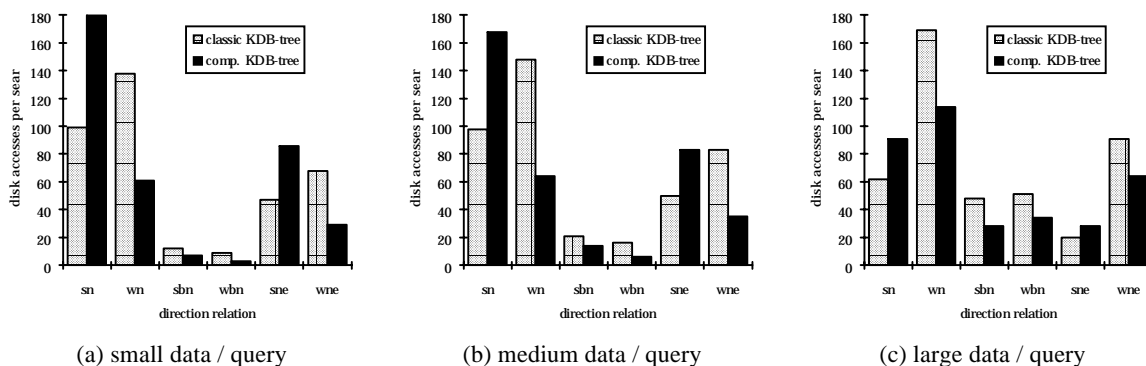 180
160
140
120
100
80
60
40
20
0
disk accesses per sear
classic KDB-tree
comp. KDB-tree
sn wn sbn wbn sne wne
direction relation
(a) small data / query
180
160
140
120
100
80
60
40
20
0
disk accesses per sear
classic KDB-tree
comp. KDB-tree
sn wn sbn wbn sne wne
direction relation
(b) medium data / query
180
160
140
120
100
80
60
40
20
0
disk accesses per sear
classic KDB-tree
comp. KDB-tree
sn wn sbn wbn sne wne
direction relation
(c) large data / query